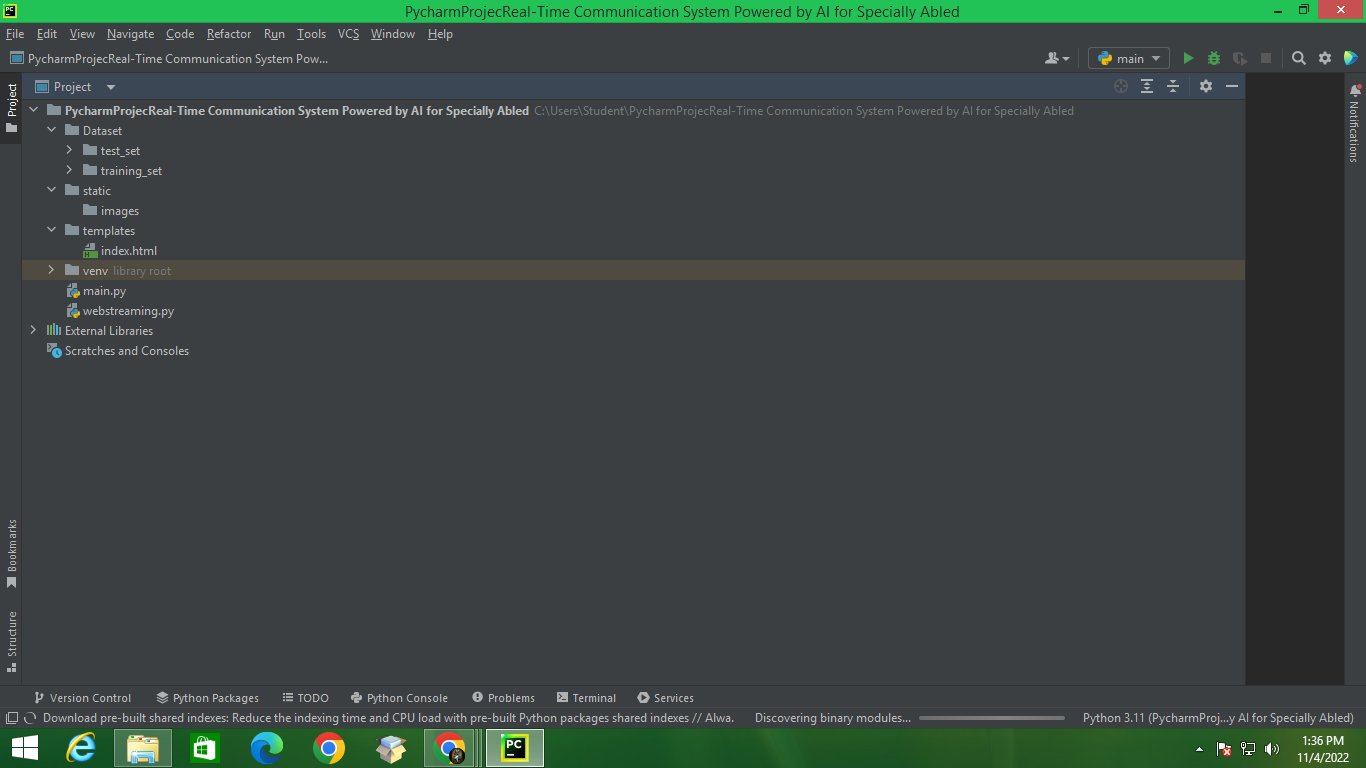 PC
PycharmProjecReal-Time Communication System Powered by AI for Specially Abled
File Edit View Navigate Code Refactor Run Tools VCS Window Help
PycharmProjecReal-Time Communication System Pow...
main
Project
Project
PycharmProjecReal-Time Communication System Powered by AI for Specially Abled C:\Users\Student\PycharmProjecReal-Time Communication System Powered by AI for Specially Abled
Dataset
test_set
training_set
static
images
templates
index.html
venv library root
main.py
webstreaming.py
External Libraries
Scratches and Consoles
Notifications
Bookmarks
Structure
Version Control Python Packages TODO Python Console Problems Terminal Services
Download pre-built shared indexes: Reduce the indexing time and CPU load with pre-built Python packages shared indexes // Alwa. Discovering binary modules... Python 3.11 (PycharmProj...y AI for Specially Abled)
PC
1:36 PM
11/4/2022